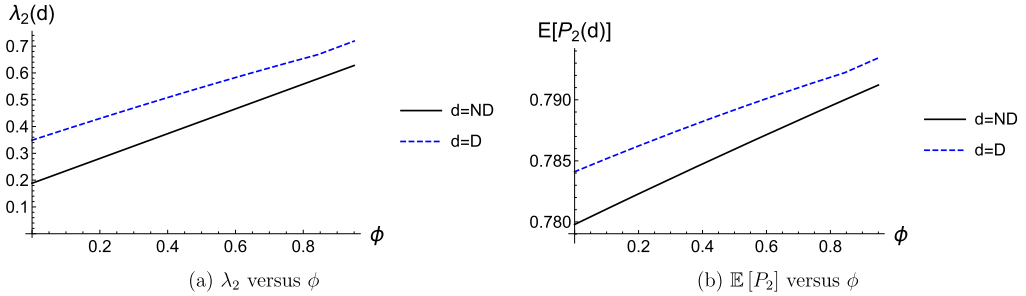 λ₂(d)
0.7
0.6
0.5
0.4
0.3
0.2
0.1
0.2 0.4 0.6 0.8 ϕ
d=ND
d=D
(a) λ₂ versus ϕ
E[P₂(d)]
0.790
0.785
0.780
0.2 0.4 0.6 0.8 ϕ
d=ND
d=D
(b) 𝔼 [P₂] versus ϕ